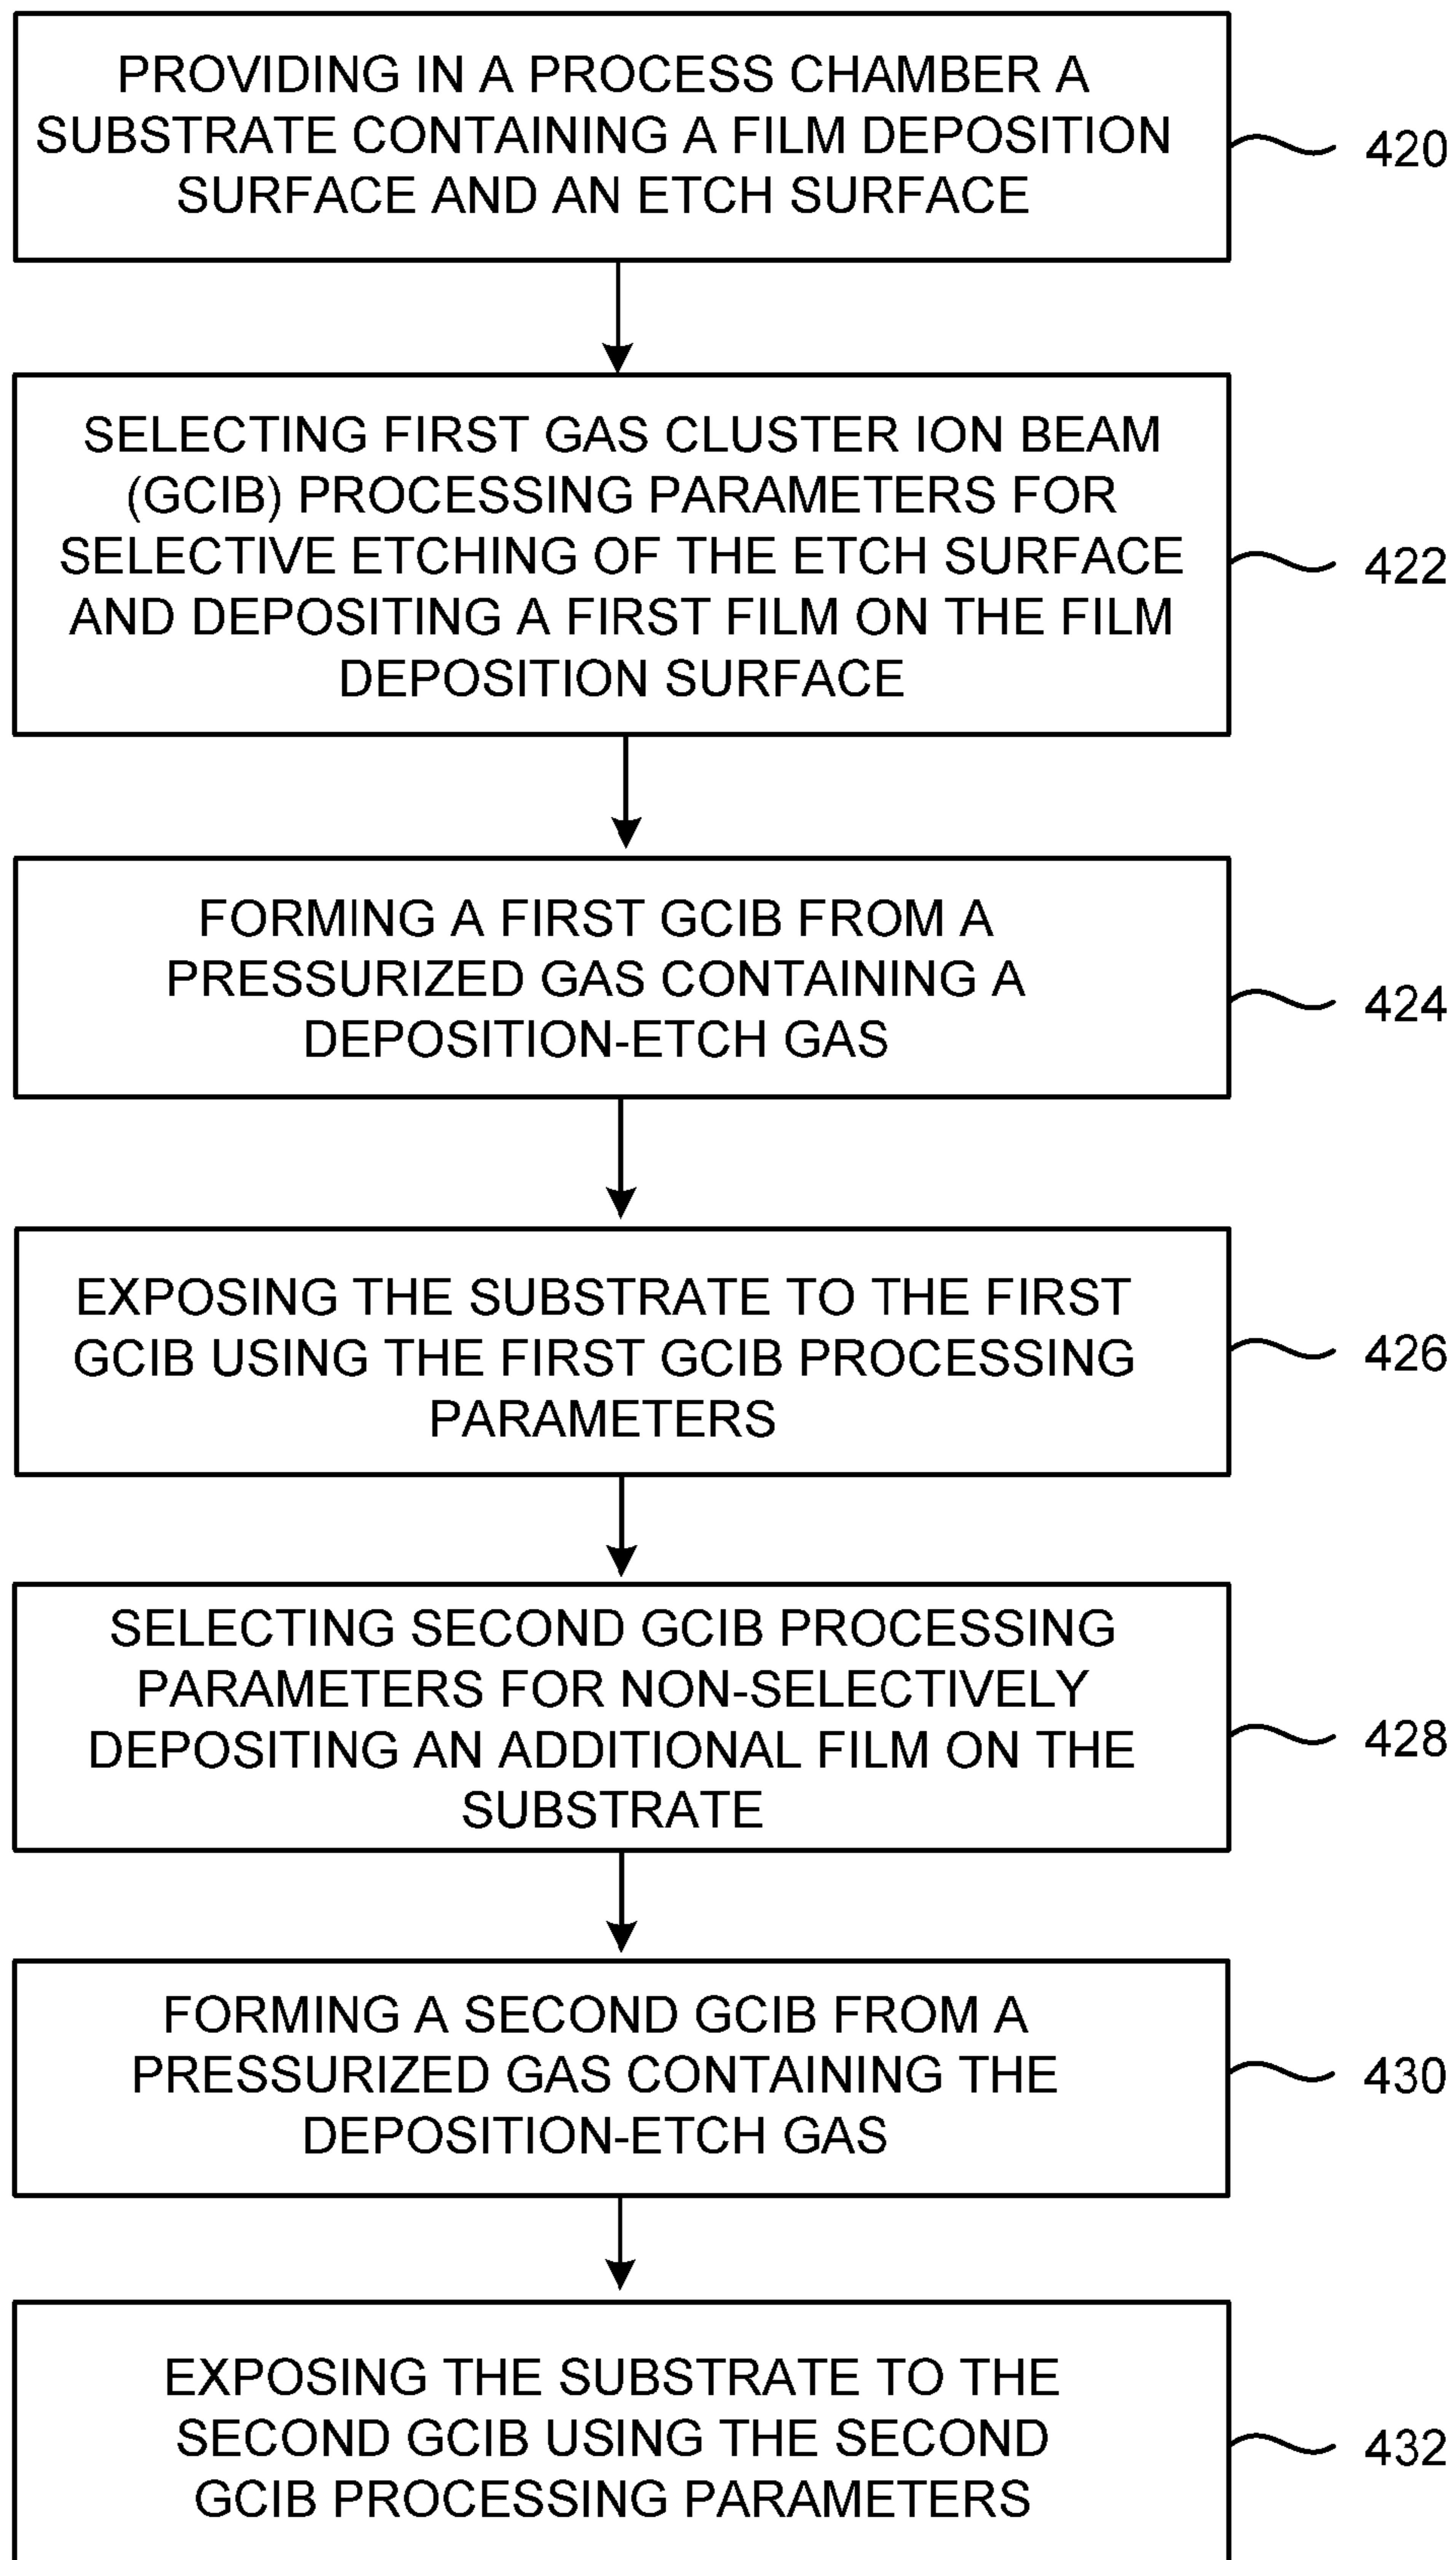 PROVIDING IN A PROCESS CHAMBER A
SUBSTRATE CONTAINING A FILM DEPOSITION
SURFACE AND AN ETCH SURFACE
420
SELECTING FIRST GAS CLUSTER ION BEAM
(GCIB) PROCESSING PARAMETERS FOR
SELECTIVE ETCHING OF THE ETCH SURFACE
AND DEPOSITING A FIRST FILM ON THE FILM
DEPOSITION SURFACE
422
FORMING A FIRST GCIB FROM A
PRESSURIZED GAS CONTAINING A
DEPOSITION-ETCH GAS
424
EXPOSING THE SUBSTRATE TO THE FIRST
GCIB USING THE FIRST GCIB PROCESSING
PARAMETERS
426
SELECTING SECOND GCIB PROCESSING
PARAMETERS FOR NON-SELECTIVELY
DEPOSITING AN ADDITIONAL FILM ON THE
SUBSTRATE
428
FORMING A SECOND GCIB FROM A
PRESSURIZED GAS CONTAINING THE
DEPOSITION-ETCH GAS
430
EXPOSING THE SUBSTRATE TO THE
SECOND GCIB USING THE SECOND
GCIB PROCESSING PARAMETERS
432